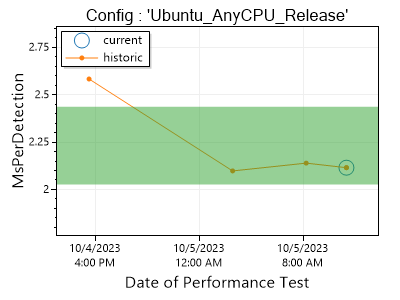 Config : 'Ubuntu_AnyCPU_Release'
current
historic
2.75
2.5
2.25
2
MsPerDetection
10/4/2023 10/5/2023 10/5/2023
4:00 PM 12:00 AM 8:00 AM
Date of Performance Test